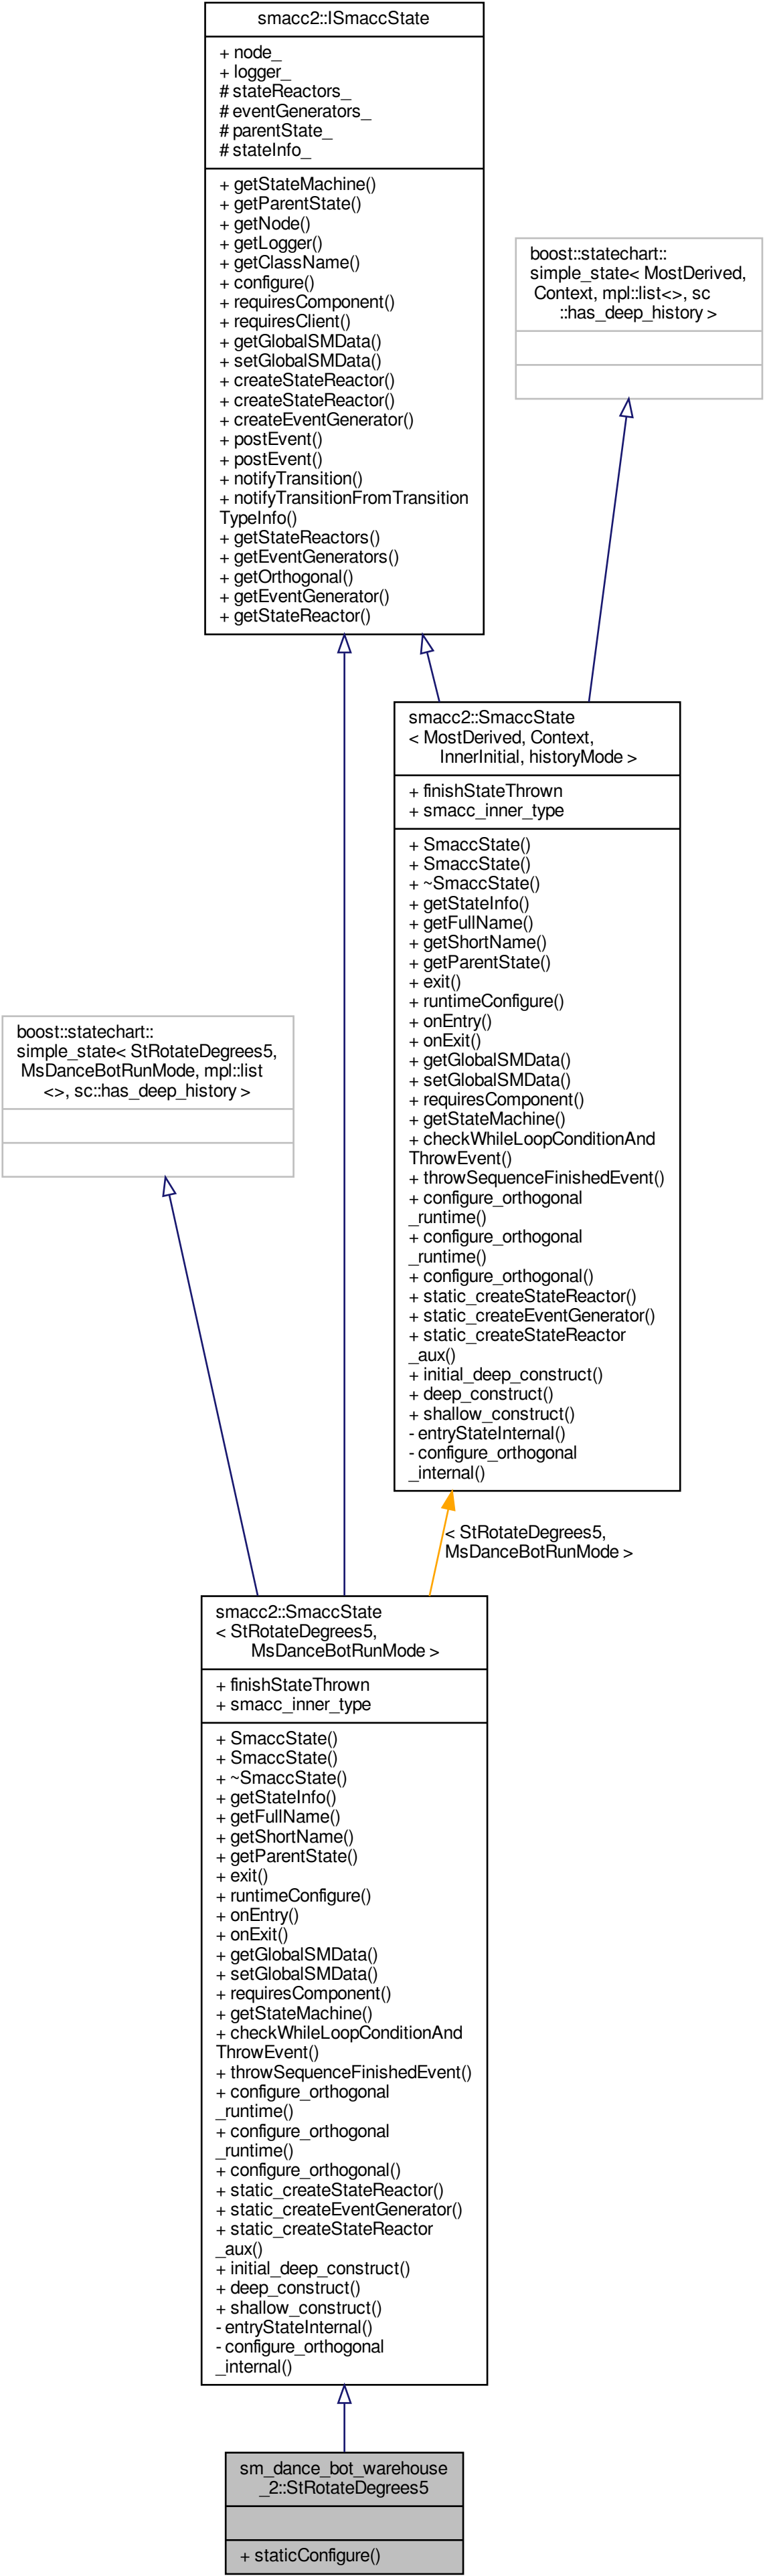 smacc2::ISmaccState
+ node_
+ logger_
# stateReactors_
# eventGenerators_
# parentState_
# stateInfo_
+ getStateMachine()
+ getParentState()
+ getNode()
+ getLogger()
+ getClassName()
+ configure()
+ requiresComponent()
+ requiresClient()
+ getGlobalSMData()
+ setGlobalSMData()
+ createStateReactor()
+ createStateReactor()
+ createEventGenerator()
+ postEvent()
+ postEvent()
+ notifyTransition()
+ notifyTransitionFromTransition
TypeInfo()
+ getStateReactors()
+ getEventGenerators()
+ getOrthogonal()
+ getEventGenerator()
+ getStateReactor()
boost::statechart::
simple_state< MostDerived,
Context, mpl::list<>, sc
::has_deep_history >
smacc2::SmaccState
< MostDerived, Context,
InnerInitial, historyMode >
+ finishStateThrown
+ smacc_inner_type
+ SmaccState()
+ SmaccState()
+ ~SmaccState()
+ getStateInfo()
+ getFullName()
+ getShortName()
+ getParentState()
+ exit()
+ runtimeConfigure()
+ onEntry()
+ onExit()
+ getGlobalSMData()
+ setGlobalSMData()
+ requiresComponent()
+ getStateMachine()
+ checkWhileLoopConditionAnd
ThrowEvent()
+ throwSequenceFinishedEvent()
+ configure_orthogonal
_runtime()
+ configure_orthogonal
_runtime()
+ configure_orthogonal()
+ static_createStateReactor()
+ static_createEventGenerator()
+ static_createStateReactor
_aux()
+ initial_deep_construct()
+ deep_construct()
+ shallow_construct()
- entryStateInternal()
- configure_orthogonal
_internal()
boost::statechart::
simple_state< StRotateDegrees5,
MsDanceBotRunMode, mpl::list
<>, sc::has_deep_history >
< StRotateDegrees5,
MsDanceBotRunMode >
smacc2::SmaccState
< StRotateDegrees5,
MsDanceBotRunMode >
+ finishStateThrown
+ smacc_inner_type
+ SmaccState()
+ SmaccState()
+ ~SmaccState()
+ getStateInfo()
+ getFullName()
+ getShortName()
+ getParentState()
+ exit()
+ runtimeConfigure()
+ onEntry()
+ onExit()
+ getGlobalSMData()
+ setGlobalSMData()
+ requiresComponent()
+ getStateMachine()
+ checkWhileLoopConditionAnd
ThrowEvent()
+ throwSequenceFinishedEvent()
+ configure_orthogonal
_runtime()
+ configure_orthogonal
_runtime()
+ configure_orthogonal()
+ static_createStateReactor()
+ static_createEventGenerator()
+ static_createStateReactor
_aux()
+ initial_deep_construct()
+ deep_construct()
+ shallow_construct()
- entryStateInternal()
- configure_orthogonal
_internal()
sm_dance_bot_warehouse
_2::StRotateDegrees5
+ staticConfigure()